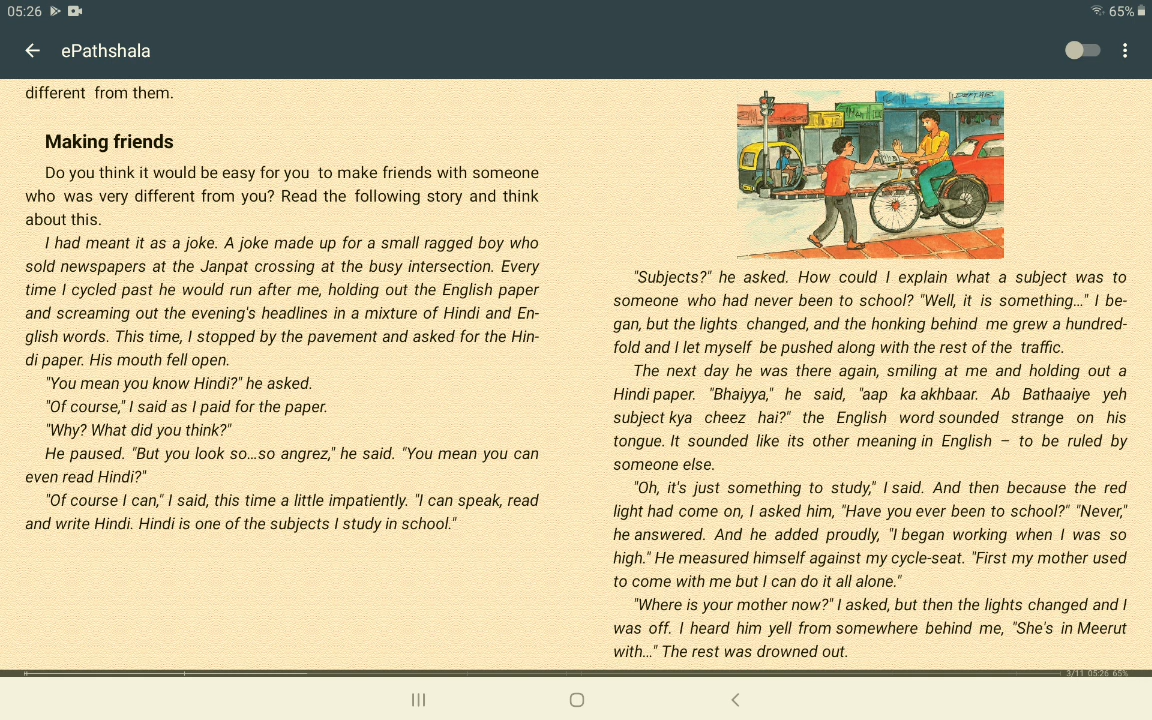 05:26
65%
ePathshala
different from them.
Making friends
Do you think it would be easy for you to make friends with someone
who was very different from you? Read the following story and think
about this.
I had meant it as a joke. A joke made up for a small ragged boy who
sold newspapers at the Janpat crossing at the busy intersection. Every
time I cycled past he would run after me, holding out the English paper
and screaming out the evening's headlines in a mixture of Hindi and En-
glish words. This time, I stopped by the pavement and asked for the Hin-
di paper. His mouth fell open.
"You mean you know Hindi?" he asked.
"Of course," I said as I paid for the paper.
"Why? What did you think?"
He paused. "But you look so...so angrez," he said. "You mean you can
even read Hindi?"
"Of course I can," I said, this time a little impatiently. "I can speak, read
and write Hindi. Hindi is one of the subjects I study in school."
"Subjects?" he asked. How could I explain what a subject was to
someone who had never been to school? "Well, it is something..." I be-
gan, but the lights changed, and the honking behind me grew a hundred-
fold and I let myself be pushed along with the rest of the traffic.
The next day he was there again, smiling at me and holding out a
Hindi paper. "Bhaiyya," he said, "aap ka akhbaar. Ab Bathaaiye yeh
subject kya cheez hai?" the English word sounded strange on his
tongue. It sounded like its other meaning in English – to be ruled by
someone else.
"Oh, it's just something to study," I said. And then because the red
light had come on, I asked him, "Have you ever been to school?" "Never,"
he answered. And he added proudly, "I began working when I was so
high." He measured himself against my cycle-seat. "First my mother used
to come with me but I can do it all alone."
"Where is your mother now?" I asked, but then the lights changed and I
was off. I heard him yell from somewhere behind me, "She's in Meerut
with..." The rest was drowned out.
3/11 05:26 65%